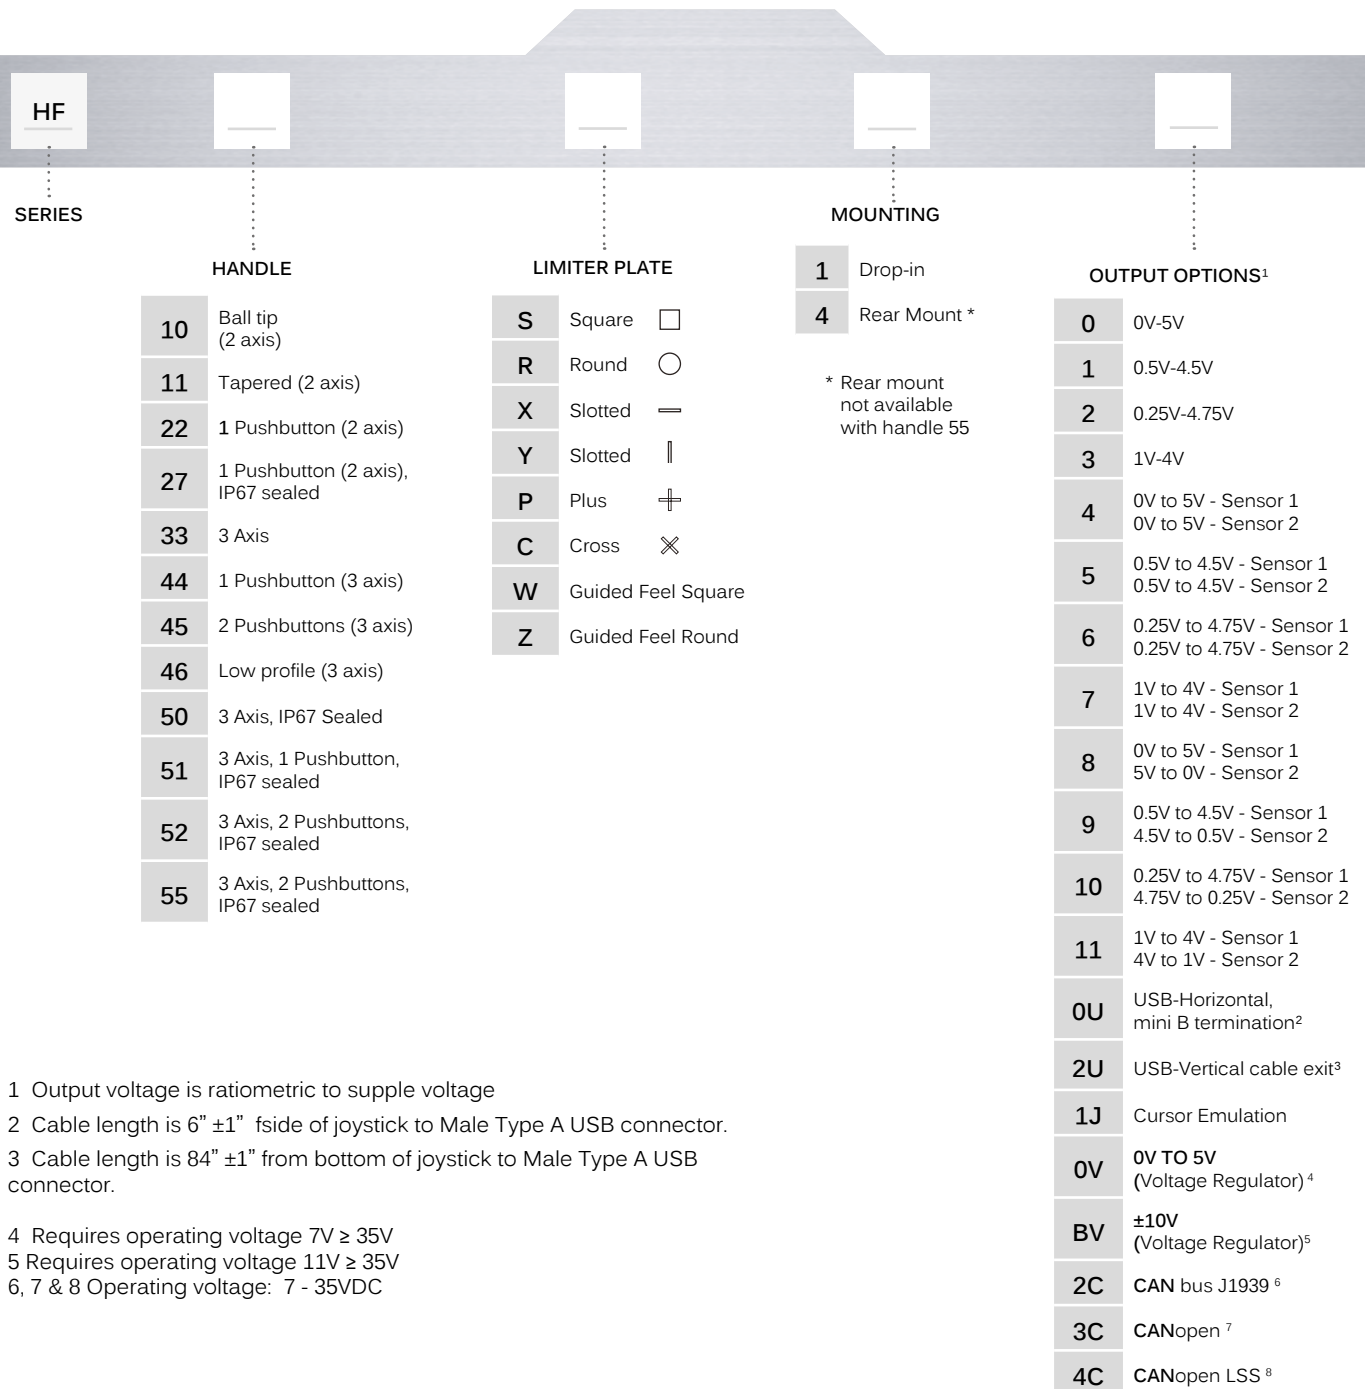 HF
SERIES
HANDLE
10 Ball tip
(2 axis)
11 Tapered (2 axis)
22 1 Pushbutton (2 axis)
27 1 Pushbutton (2 axis),
IP67 sealed
33 3 Axis
44 1 Pushbutton (3 axis)
45 2 Pushbuttons (3 axis)
46 Low profile (3 axis)
50 3 Axis, IP67 Sealed
51 3 Axis, 1 Pushbutton,
IP67 sealed
52 3 Axis, 2 Pushbuttons,
IP67 sealed
55 3 Axis, 2 Pushbuttons,
IP67 sealed
LIMITER PLATE
S Square
R Round
X Slotted
Y Slotted
P Plus
C Cross
W Guided Feel Square
Z Guided Feel Round
MOUNTING
1 Drop-in
4 Rear Mount *
* Rear mount
not available
with handle 55
OUTPUT OPTIONS¹
0 0V-5V
1 0.5V-4.5V
2 0.25V-4.75V
3 1V-4V
4 0V to 5V - Sensor 1
0V to 5V - Sensor 2
5 0.5V to 4.5V - Sensor 1
0.5V to 4.5V - Sensor 2
6 0.25V to 4.75V - Sensor 1
0.25V to 4.75V - Sensor 2
7 1V to 4V - Sensor 1
1V to 4V - Sensor 2
8 0V to 5V - Sensor 1
5V to 0V - Sensor 2
9 0.5V to 4.5V - Sensor 1
4.5V to 0.5V - Sensor 2
10 0.25V to 4.75V - Sensor 1
4.75V to 0.25V - Sensor 2
11 1V to 4V - Sensor 1
4V to 1V - Sensor 2
0U USB-Horizontal,
mini B termination²
2U USB-Vertical cable exit³
1J Cursor Emulation
0V 0V TO 5V
(Voltage Regulator) ⁴
BV ±10V
(Voltage Regulator)⁵
2C CAN bus J1939 ⁶
3C CANopen ⁷
4C CANopen LSS ⁸
1 Output voltage is ratiometric to supple voltage
2 Cable length is 6” ±1” fside of joystick to Male Type A USB connector.
3 Cable length is 84” ±1” from bottom of joystick to Male Type A USB
connector.
4 Requires operating voltage 7V ≥ 35V
5 Requires operating voltage 11V ≥ 35V
6, 7 & 8 Operating voltage: 7 - 35VDC